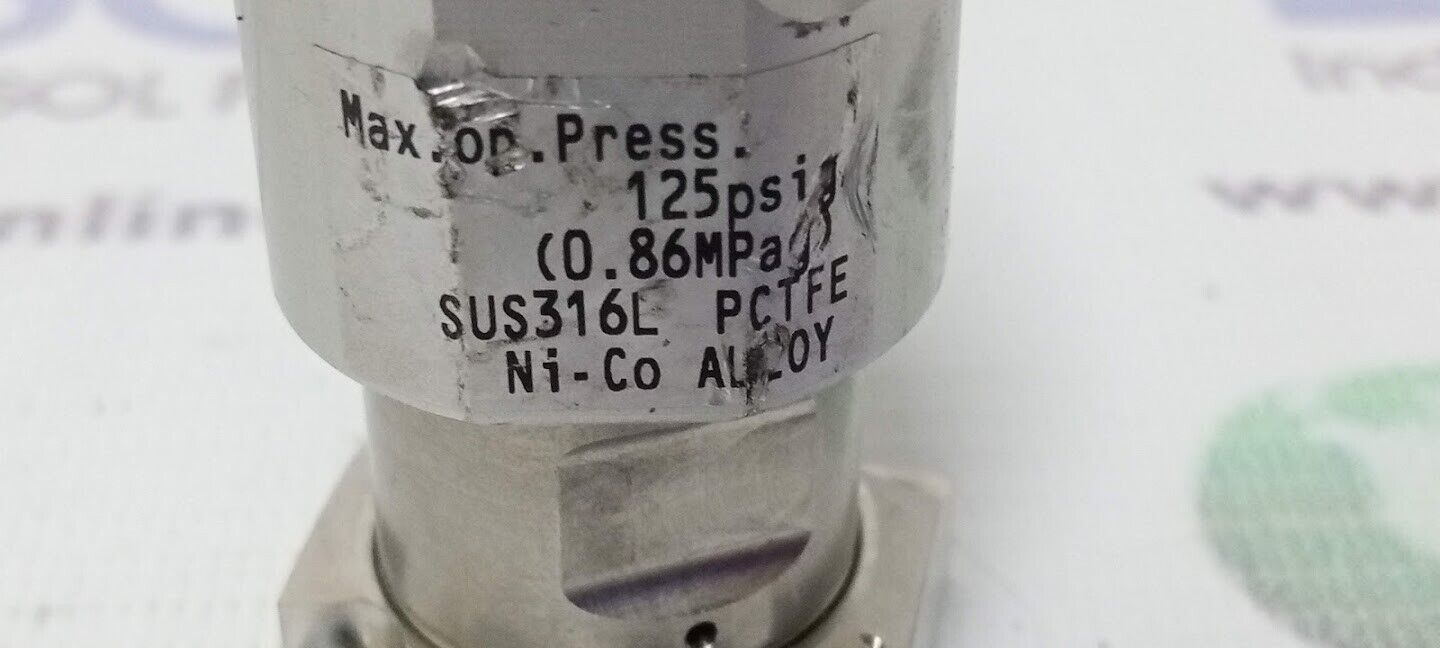 Max.op.Press.
125psig
(0.86MPa)
SUS316L PCTFE
Ni-Co ALLOY